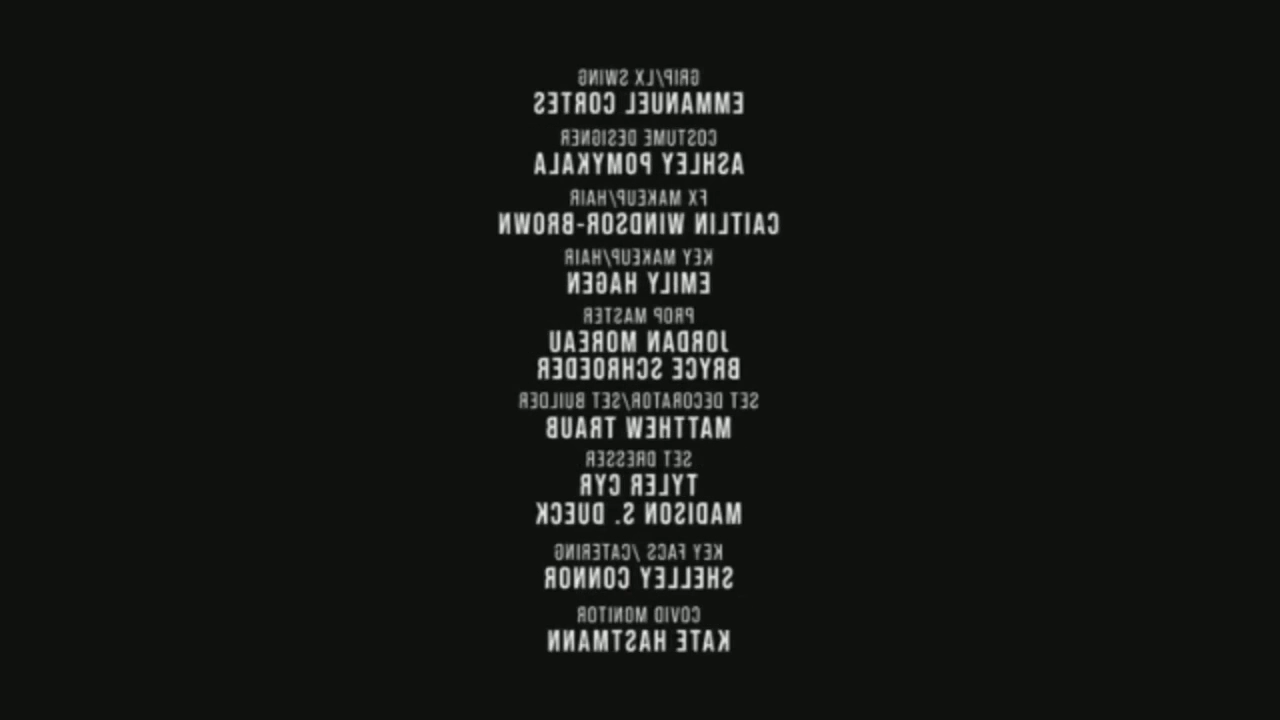 GRIP/LX SWING
EMMANUEL CORTES
COSTUME DESIGNER
ASHLEY POMYKALA
FX MAKEUP/HAIR
CAITLIN WINDSOR-BROWN
KEY MAKEUP/HAIR
EMILY HAGEN
PROP MASTER
JORDAN MOREAU
BRYCE SCHROEDER
SET DECORATOR/SET BUILDER
MATTHEW TRAUB
SET DRESSER
TYLER CYR
MADISON S. DUECK
KEY FACS /CATERING
SHELLEY CONNOR
COVID MONITOR
KATE HASTMANN